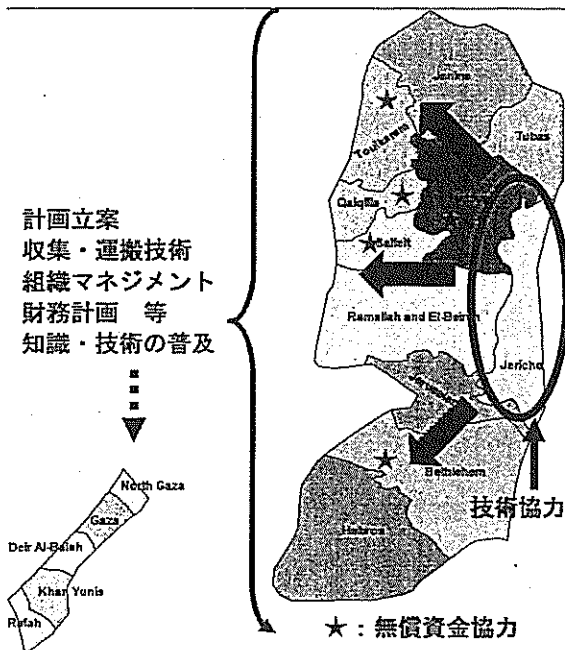 計画立案
収集・運搬技術
組織マネジメント
財務計画 等
知識・技術の普及
Jenine
Tubas
Toulkarem
Qalqilia
Salfeit
Ramallah and El-Beireh
Jericho
Bethlehem
Hebron
技術協力
North Gaza
Gaza
Deir Al-Balah
Khan Yunis
Rafah
★：無償資金協力